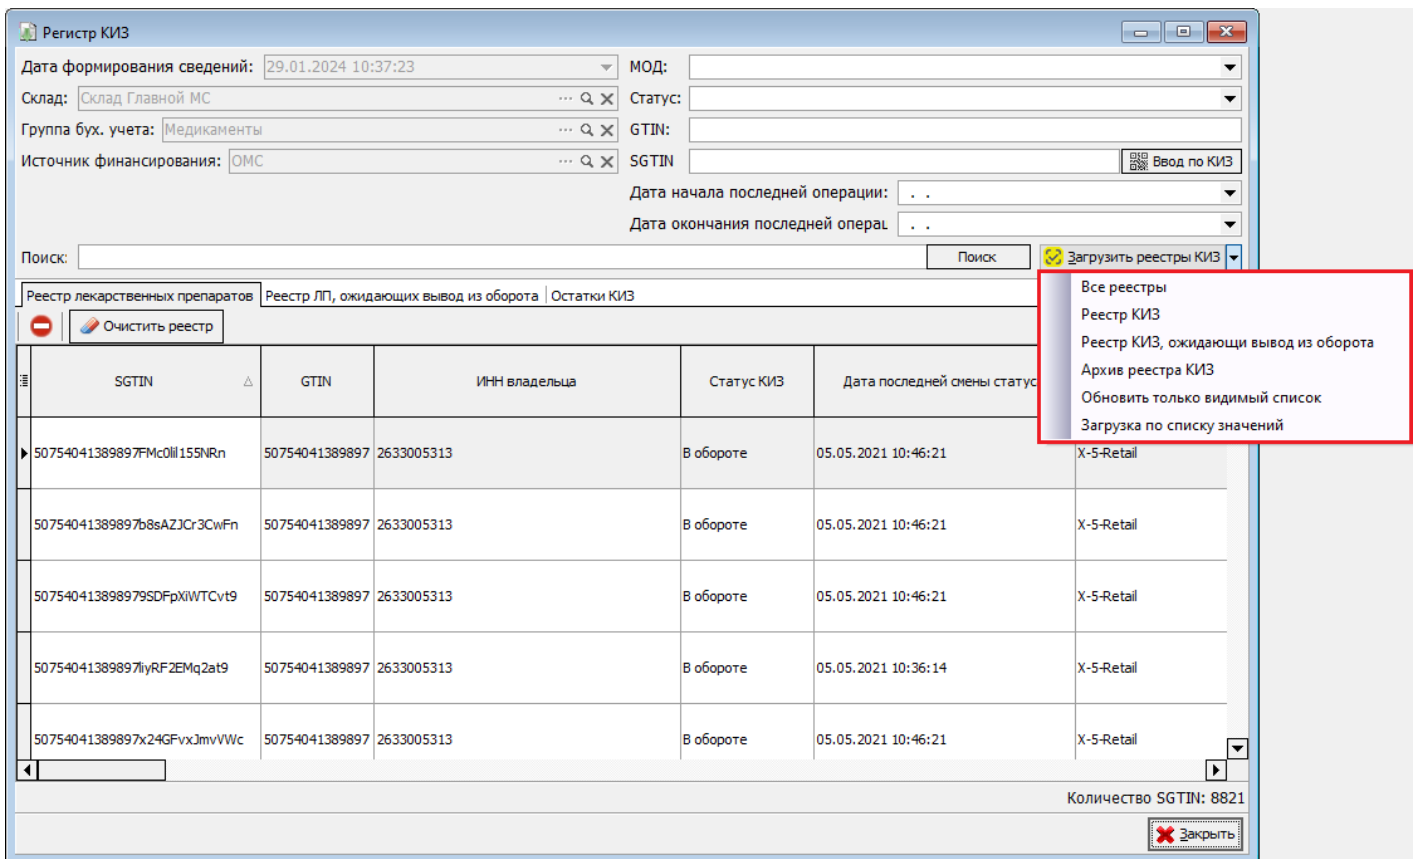 Регистр КИЗ
Дата формирования сведений: 29.01.2024 10:37:23 МОД:
Склад: Склад Главной МС Статус:
Группа бух. учета: Медикаменты GTIN:
Источник финансирования: ОМС SGTIN Ввод по КИЗ
Дата начала последней операции: . .
Дата окончания последней операц . .
Поиск: Поиск Загрузить реестры КИЗ
Все реестры
Реестр КИЗ
Реестр КИЗ, ожидающи вывод из оборота
Архив реестра КИЗ
Обновить только видимый список
Загрузка по списку значений
Реестр лекарственных препаратов Реестр ЛП, ожидающих вывод из оборота Остатки КИЗ
Очистить реестр
SGTIN GTIN ИНН владельца Статус КИЗ Дата последней смены статус
50754041389897FMc0lil155NRn 50754041389897 2633005313 В обороте 05.05.2021 10:46:21 X-5-Retail
50754041389897b8sAZJCr3CwFn 50754041389897 2633005313 В обороте 05.05.2021 10:46:21 X-5-Retail
507540413898979SDFpXiWTCvt9 50754041389897 2633005313 В обороте 05.05.2021 10:46:21 X-5-Retail
50754041389897liyRF2EMq2at9 50754041389897 2633005313 В обороте 05.05.2021 10:36:14 X-5-Retail
50754041389897x24GFvxJmvVWc 50754041389897 2633005313 В обороте 05.05.2021 10:46:21 X-5-Retail
Количество SGTIN: 8821
Закрыть